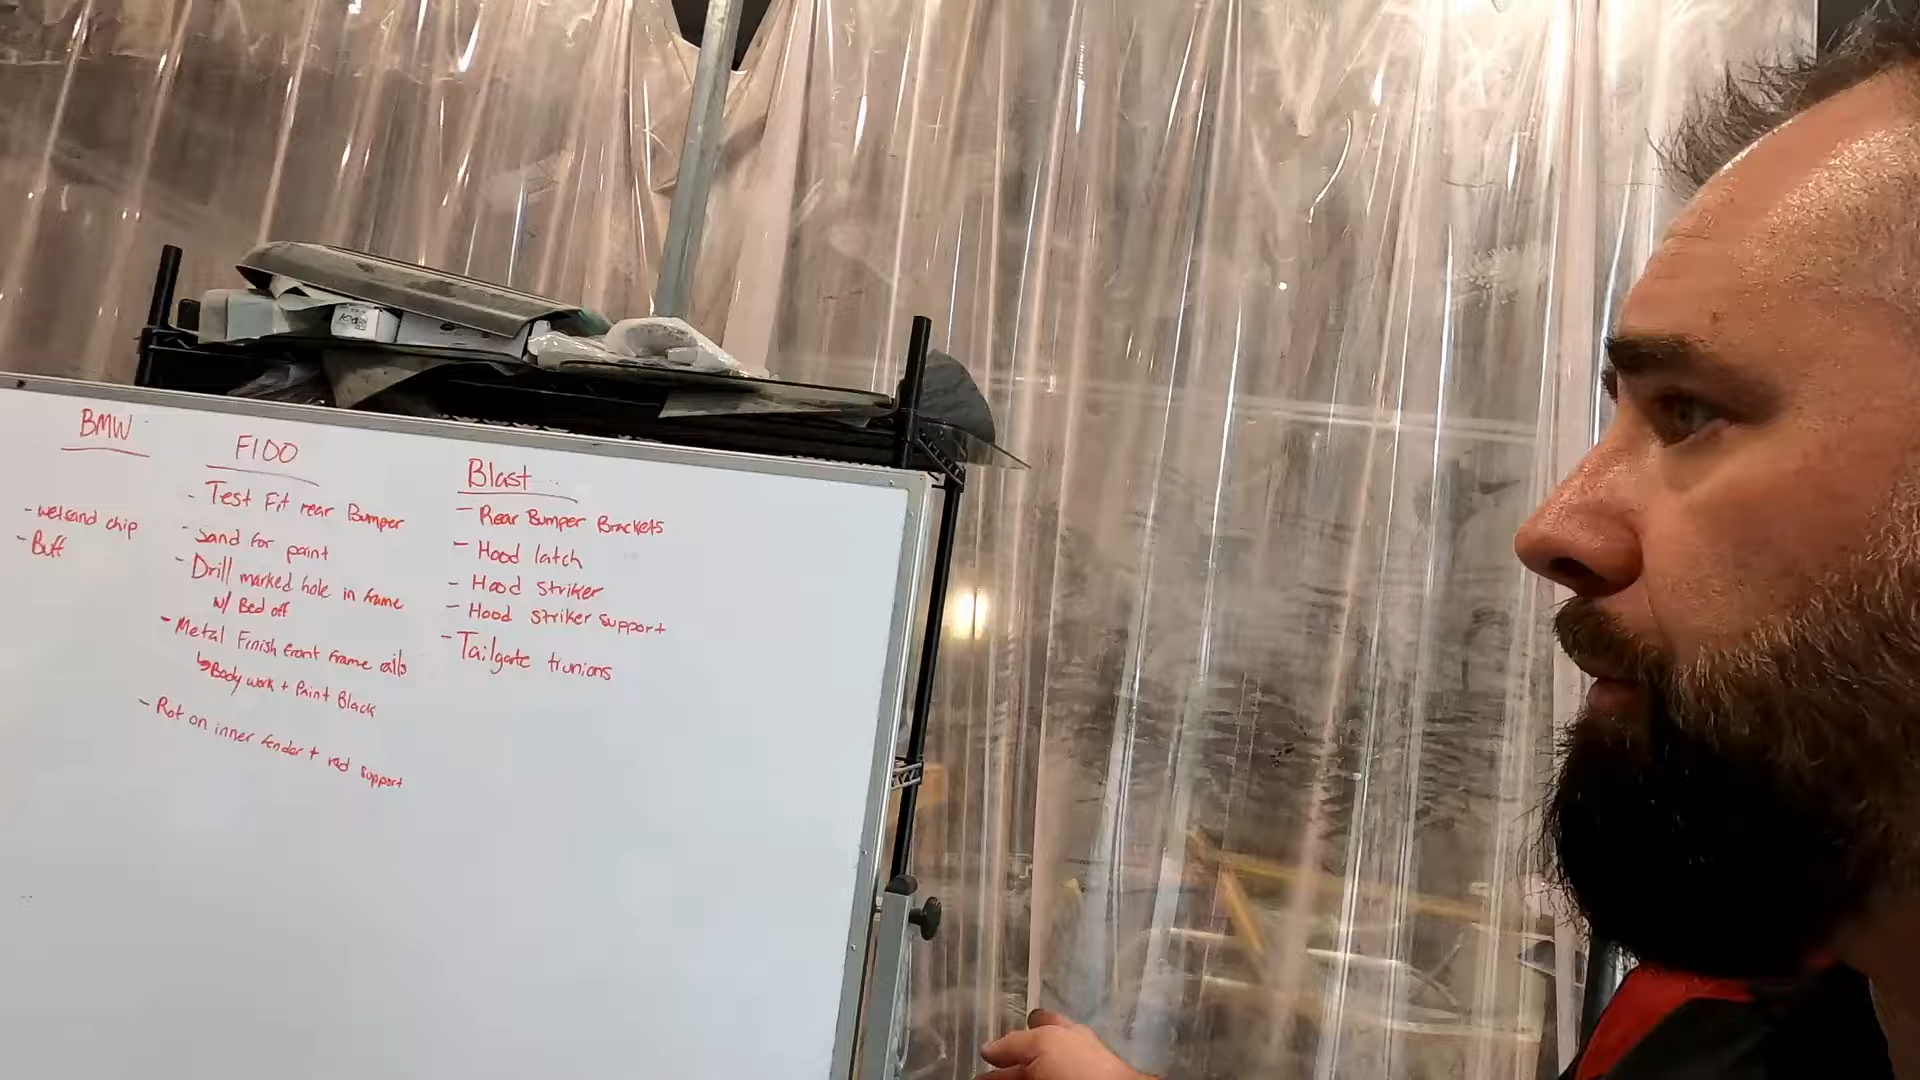 BMW
- wetsand chip
- Buff
F100
- Test Fit rear Bumper
- Sand for paint
- Drill marked hole in frame
w/ Bed off
- Metal Finish front frame rails
↳ Body work + Paint Black
- Rot on inner fender + rad support
Blast
- Rear Bumper Brackets
- Hood latch
- Hood striker
- Hood striker support
- Tailgate trunions